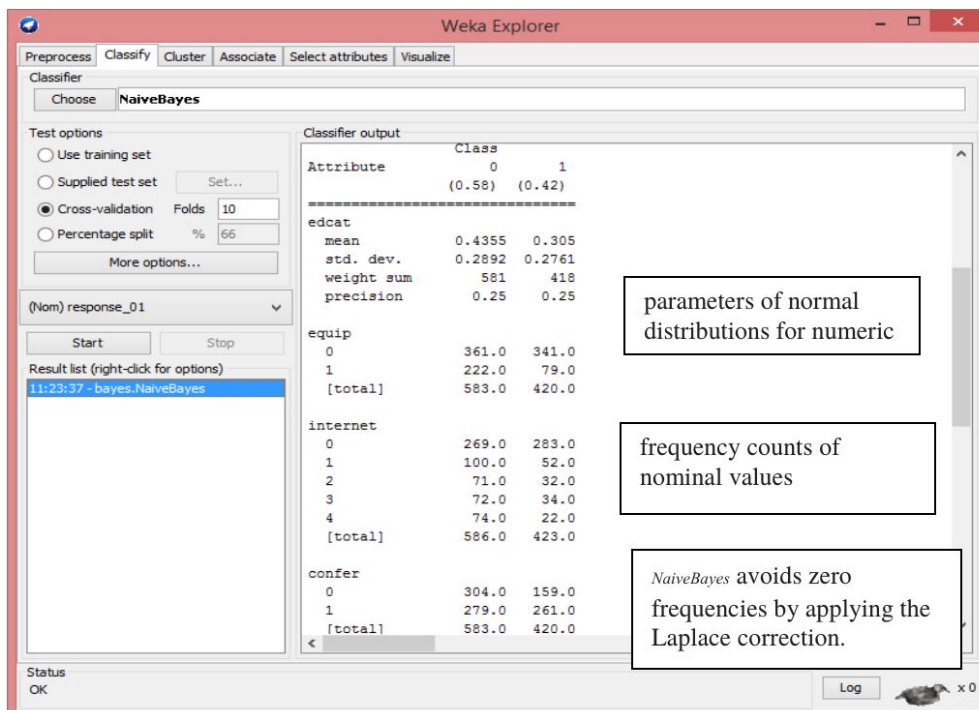 Weka Explorer
Preprocess Classify Cluster Associate Select attributes Visualize
Classifier
Choose NaiveBayes
Test options
Use training set
Supplied test set Set...
Cross-validation Folds 10
Percentage split % 66
More options...
(Nom) response_01
Start Stop
Result list (right-click for options)
11:23:37 - bayes.NaiveBayes
Classifier output
Class
Attribute 0 1
(0.58) (0.42)
================================
edcat
mean 0.4355 0.305
std. dev. 0.2892 0.2761
weight sum 581 418
precision 0.25 0.25
equip
0 361.0 341.0
1 222.0 79.0
[total] 583.0 420.0
internet
0 269.0 283.0
1 100.0 52.0
2 71.0 32.0
3 72.0 34.0
4 74.0 22.0
[total] 586.0 423.0
confer
0 304.0 159.0
1 279.0 261.0
[total] 583.0 420.0
parameters of normal
distributions for numeric
frequency counts of
nominal values
NaiveBayes avoids zero
frequencies by applying the
Laplace correction.
Status
OK
Log
x 0